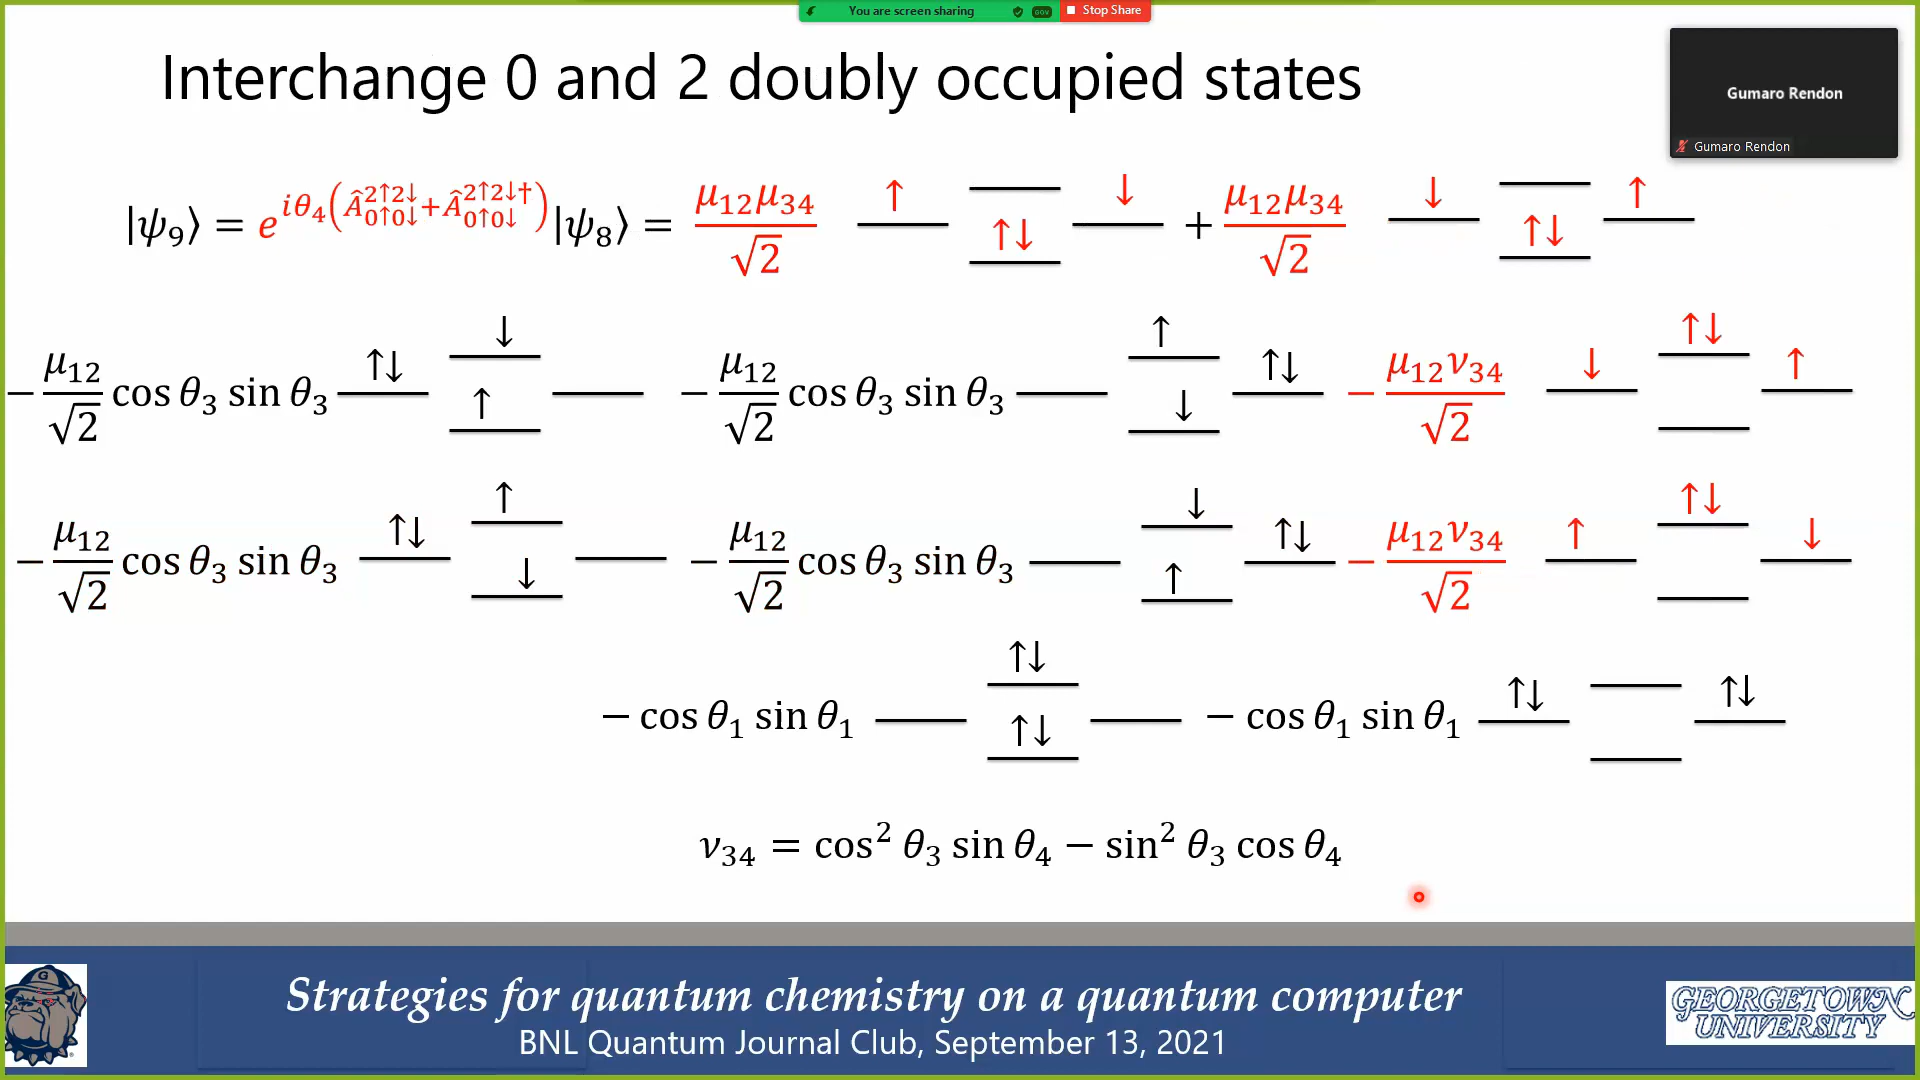 You are screen sharing GOV Stop Share
Interchange 0 and 2 doubly occupied states
Gumaro Rendon
Gumaro Rendon
|ψ₉⟩ = e^{iθ₄(Â_{0↑0↓}^{2↑2↓}+Â_{0↑0↓}^{2↑2↓†})}|ψ₈⟩ = μ₁₂μ₃₄/√2 ↑ ↑↓ ↓ + μ₁₂μ₃₄/√2 ↓ ↑↓ ↑
− μ₁₂/√2 cos θ₃ sin θ₃ ↑↓ ↓ ↑ − μ₁₂/√2 cos θ₃ sin θ₃ ↑ ↓ ↑↓ − μ₁₂ν₃₄/√2 ↓ ↑↓ ↑
− μ₁₂/√2 cos θ₃ sin θ₃ ↑↓ ↑ ↓ − μ₁₂/√2 cos θ₃ sin θ₃ ↓ ↑ ↑↓ − μ₁₂ν₃₄/√2 ↑ ↑↓ ↓
− cos θ₁ sin θ₁ ↑↓ ↑↓ − cos θ₁ sin θ₁ ↑↓ ↑↓
ν₃₄ = cos² θ₃ sin θ₄ − sin² θ₃ cos θ₄
Strategies for quantum chemistry on a quantum computer
BNL Quantum Journal Club, September 13, 2021
G
GEORGETOWN
UNIVERSITY